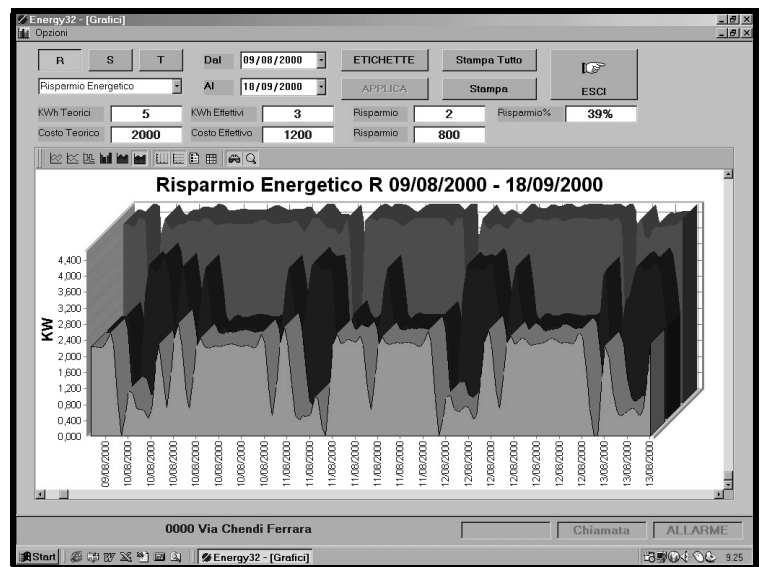 Energy32 - [Grafici]
Opzioni
R S T Dal 09/08/2000 ETICHETTE Stampa Tutto
Risparmio Energetico Al 18/09/2000 APPLICA Stampa ESCI
KWh Teorici 5 KWh Effettivi 3 Risparmio 2 Risparmio% 39%
Costo Teorico 2000 Costo Effettivo 1200 Risparmio 800
Risparmio Energetico R 09/08/2000 - 18/09/2000
KW
4,400
4,000
3,600
3,200
2,800
2,400
2,000
1,600
1,200
0,800
0,400
0,000
09/08/2000 10/08/2000 10/08/2000 10/08/2000 10/08/2000 10/08/2000 10/08/2000 11/08/2000 11/08/2000 11/08/2000 11/08/2000 11/08/2000 11/08/2000 12/08/2000 12/08/2000 12/08/2000 12/08/2000 12/08/2000 12/08/2000 12/08/2000 13/08/2000 13/08/2000 13/08/2000 13/08/2000
0000 Via Chendi Ferrara Chiamata ALLARME
Start Energy32 - [Grafici] 9.25